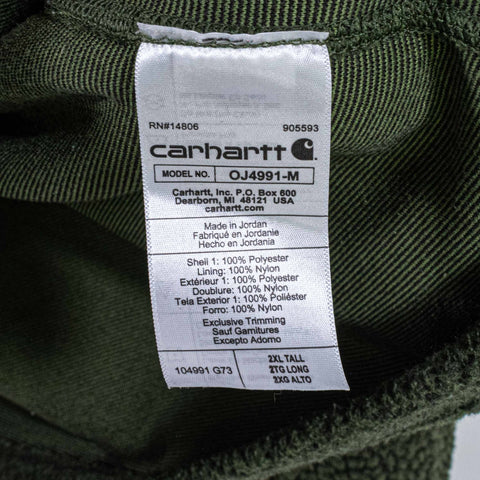 RN#14806 905593
carhartt
MODEL NO. OJ4991-M
Carhartt, Inc. P.O. Box 600
Dearborn, MI 48121 USA
carhartt.com
Made in Jordan
Fabriqué en Jordanie
Hecho en Jordania
Shell 1: 100% Polyester
Lining: 100% Nylon
Extérieur 1: 100% Polyester
Doublure: 100% Nylon
Tela Exterior 1: 100% Poliéster
Forro: 100% Nylon
Exclusive Trimming
Sauf Garnitures
Excepto Adorno
104991 G73
2XL TALL
2TG LONG
2XG ALTO